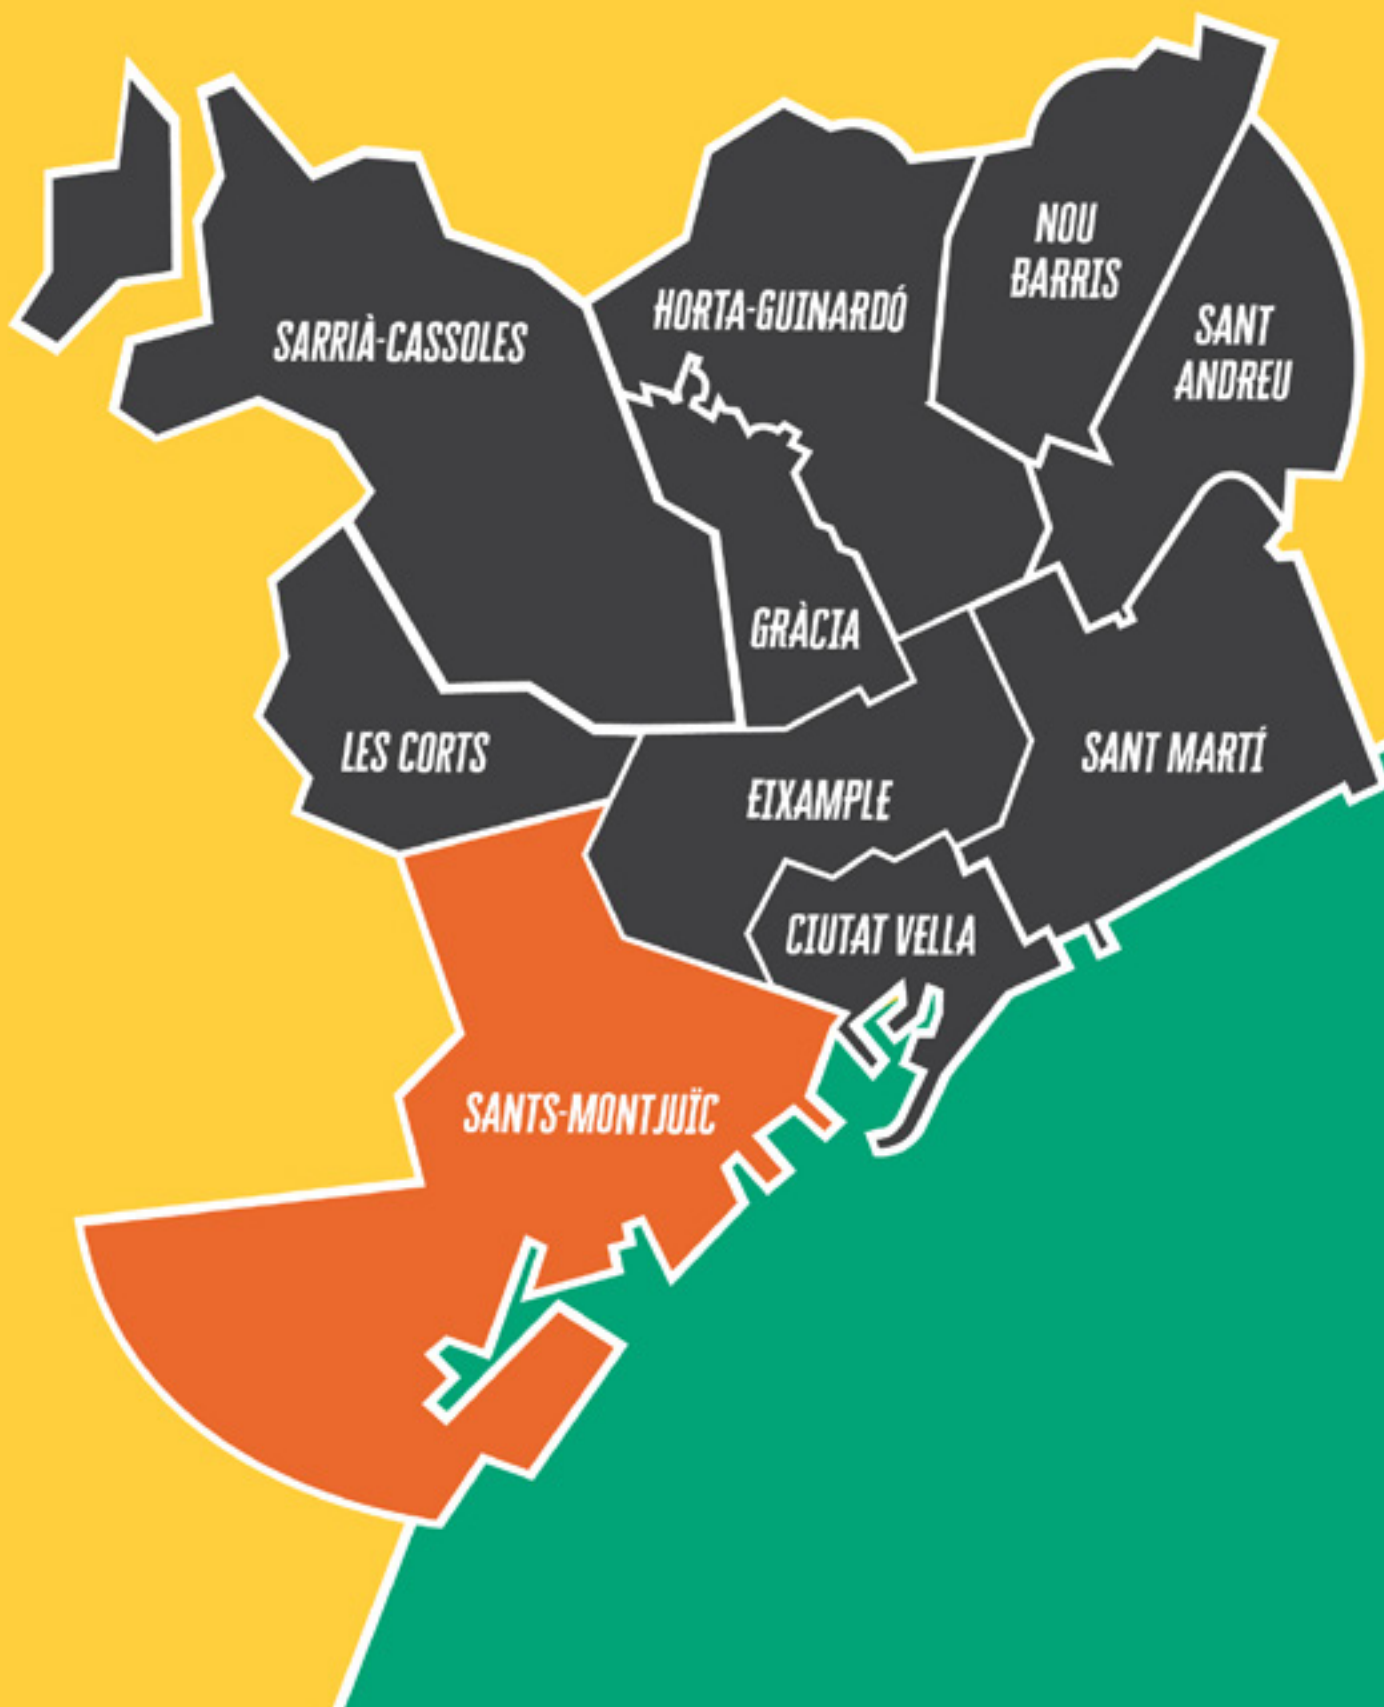 NOU
BARRIS
HORTA-GUINARDÓ
SANT
ANDREU
SARRIÀ-CASSOLES
GRÀCIA
LES CORTS
SANT MARTÍ
EIXAMPLE
CIUTAT VELLA
SANTS-MONTJUÏC